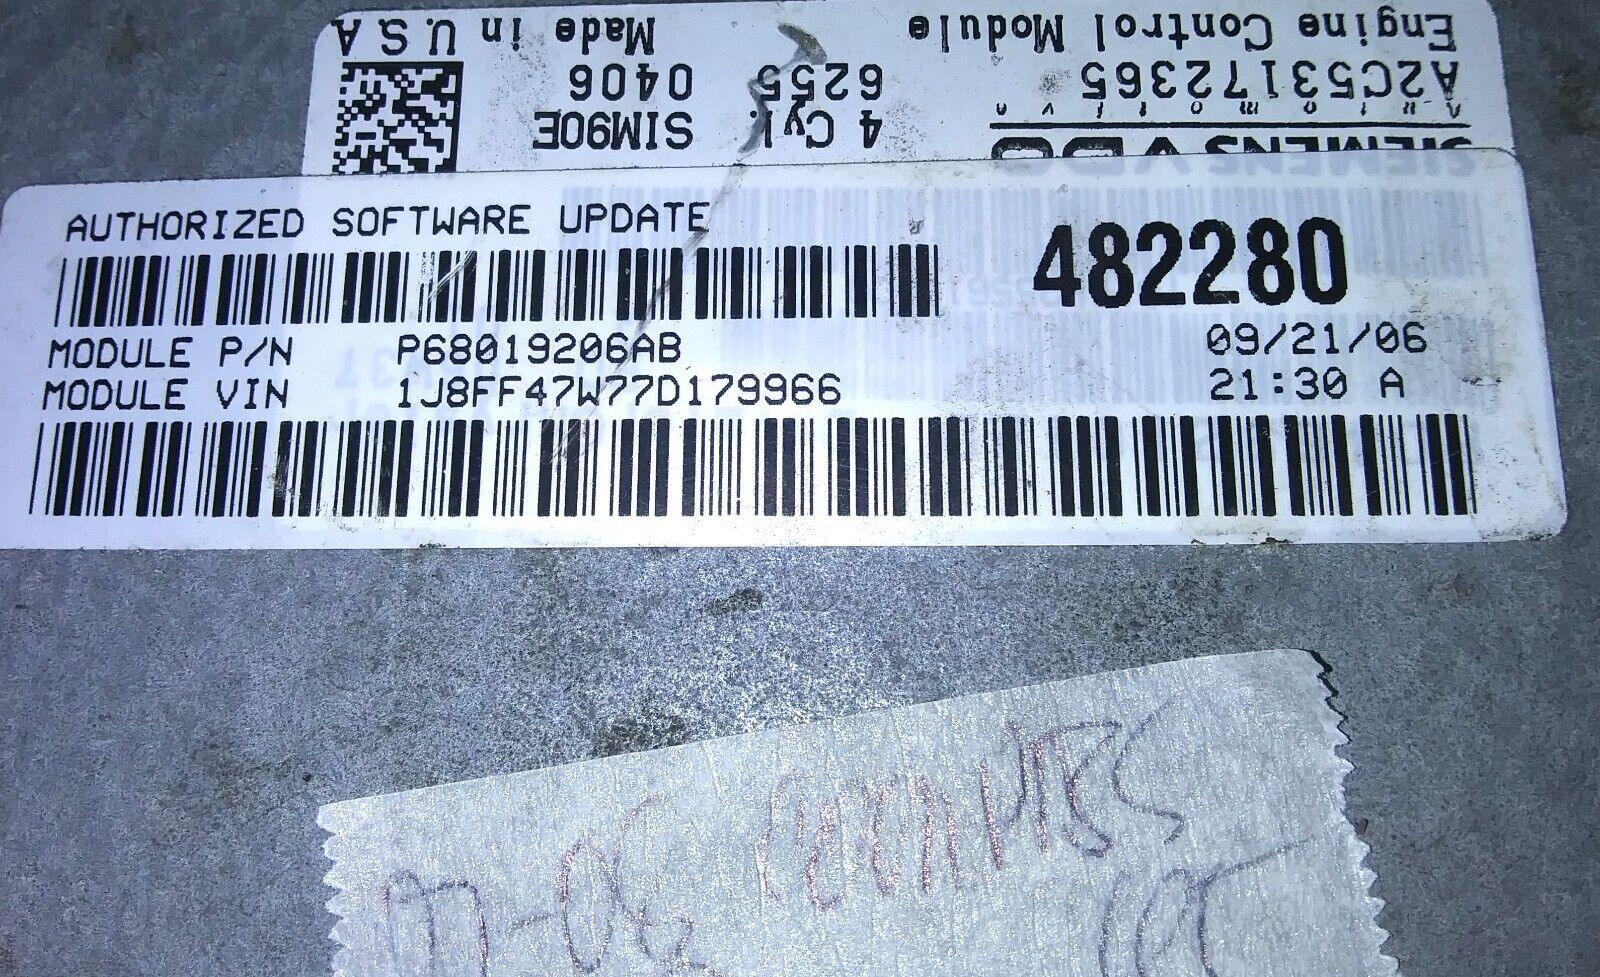 Engine Control Module Made in U.S.A
A2C53172365 6255 0406
4 Cyl. SIM90E
SIEMENS VDO
Automotive
AUTHORIZED SOFTWARE UPDATE
482280
MODULE P/N P68019206AB 09/21/06
MODULE VIN 1J8FF47W77D179966 21:30 A